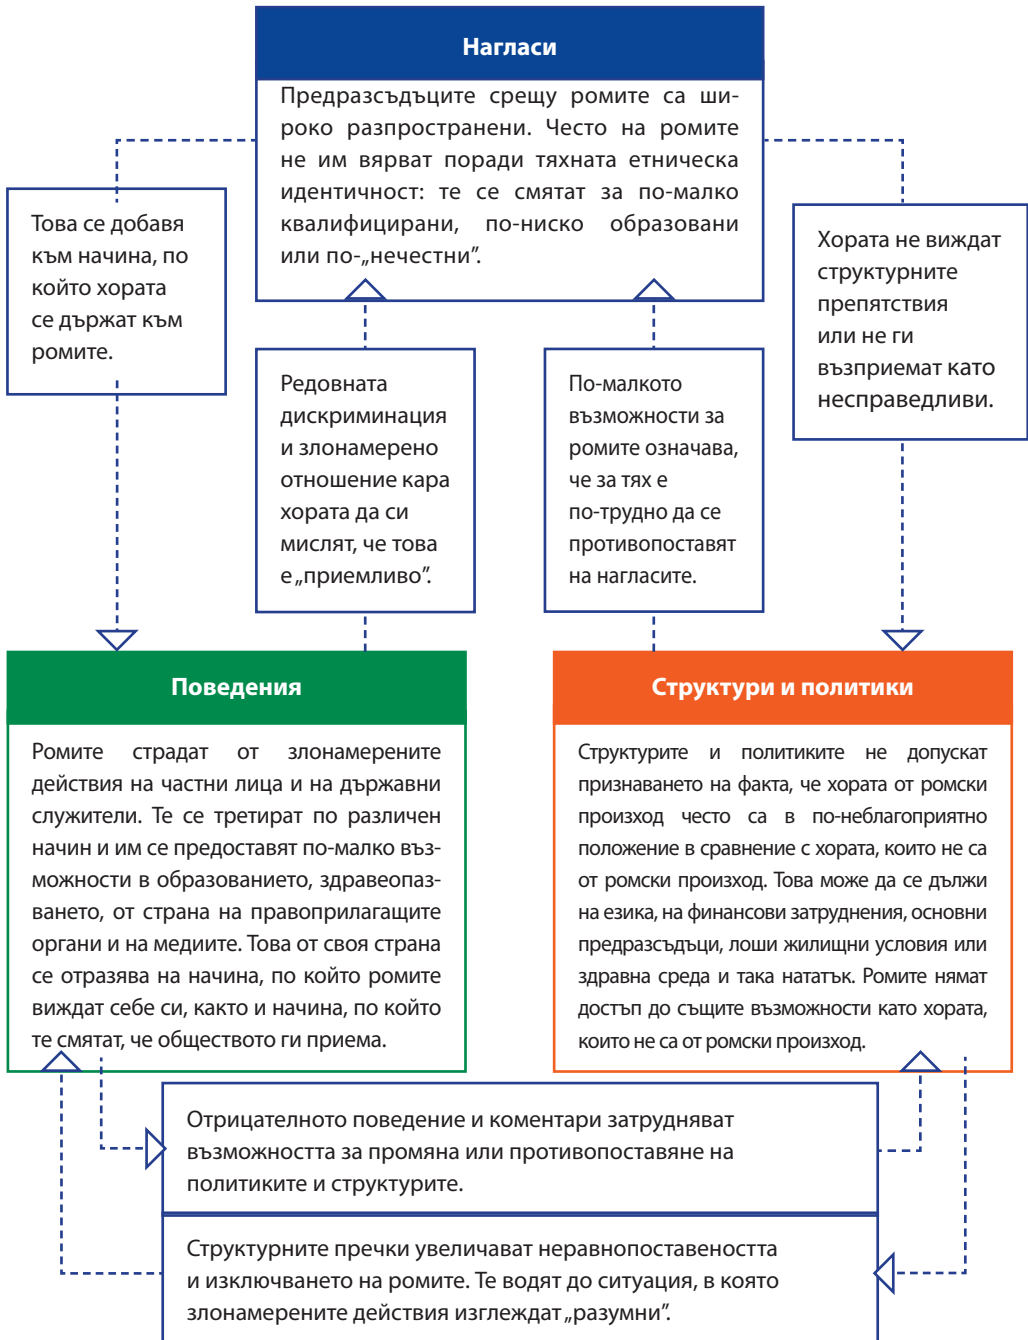 Нагласи
Предразсъдъците срещу ромите са ши-
роко разпространени. Често на ромите
не им вярват поради тяхната етническа
идентичност: те се смятат за по-малко
квалифицирани, по-ниско образовани
или по-„нечестни”.
Това се добавя
към начина, по
който хората
се държат към
ромите.
Хората не виждат
структурните
препятствия
или не ги
възприемат като
несправедливи.
Редовната
дискриминация
и злонамерено
отношение кара
хората да си
мислят, че това
е „приемливо”.
По-малкото
възможности за
ромите означава,
че за тях е
по-трудно да се
противопоставят
на нагласите.
Поведения
Ромите страдат от злонамерените
действия на частни лица и на държавни
служители. Те се третират по различен
начин и им се предоставят по-малко въз-
можности в образованието, здравеопаз-
ването, от страна на правоприлагащите
органи и на медиите. Това от своя страна
се отразява на начина, по който ромите
виждат себе си, както и начина, по който
те смятат, че обществото ги приема.
Структури и политики
Структурите и политиките не допускат
признаването на факта, че хората от ромски
произход често са в по-неблагоприятно
положение в сравнение с хората, които не са
от ромски произход. Това може да се дължи
на езика, на финансови затруднения, основни
предразсъдъци, лоши жилищни условия или
здравна среда и така нататък. Ромите нямат
достъп до същите възможности като хората,
които не са от ромски произход.
Отрицателното поведение и коментари затрудняват
възможността за промяна или противопоставяне на
политиките и структурите.
Структурните пречки увеличават неравнопоставеността
и изключването на ромите. Те водят до ситуация, в която
злонамерените действия изглеждат „разумни”.